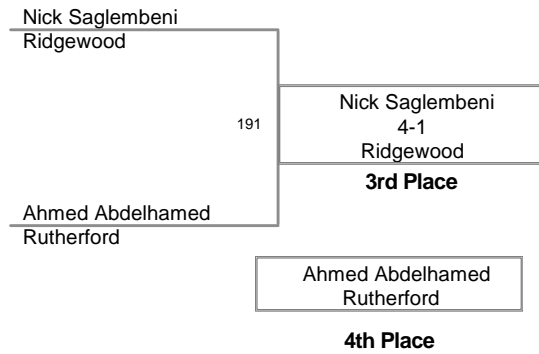 Nick Saglembeni
Ridgewood
191
Nick Saglembeni
4-1
Ridgewood
3rd Place
Ahmed Abdelhamed
Rutherford
Ahmed Abdelhamed
Rutherford
4th Place